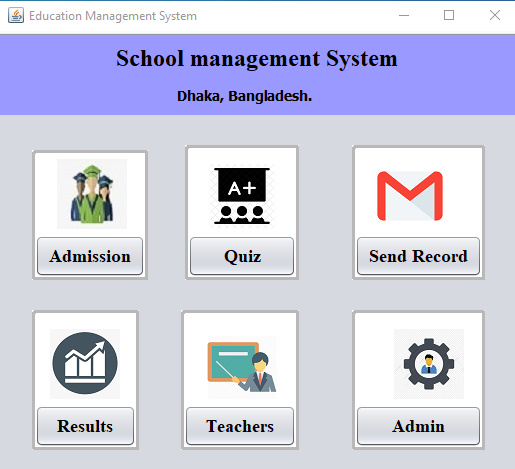 Education Management System
School management System
Dhaka, Bangladesh.
A+
Admission
Quiz
Send Record
Results
Teachers
Admin